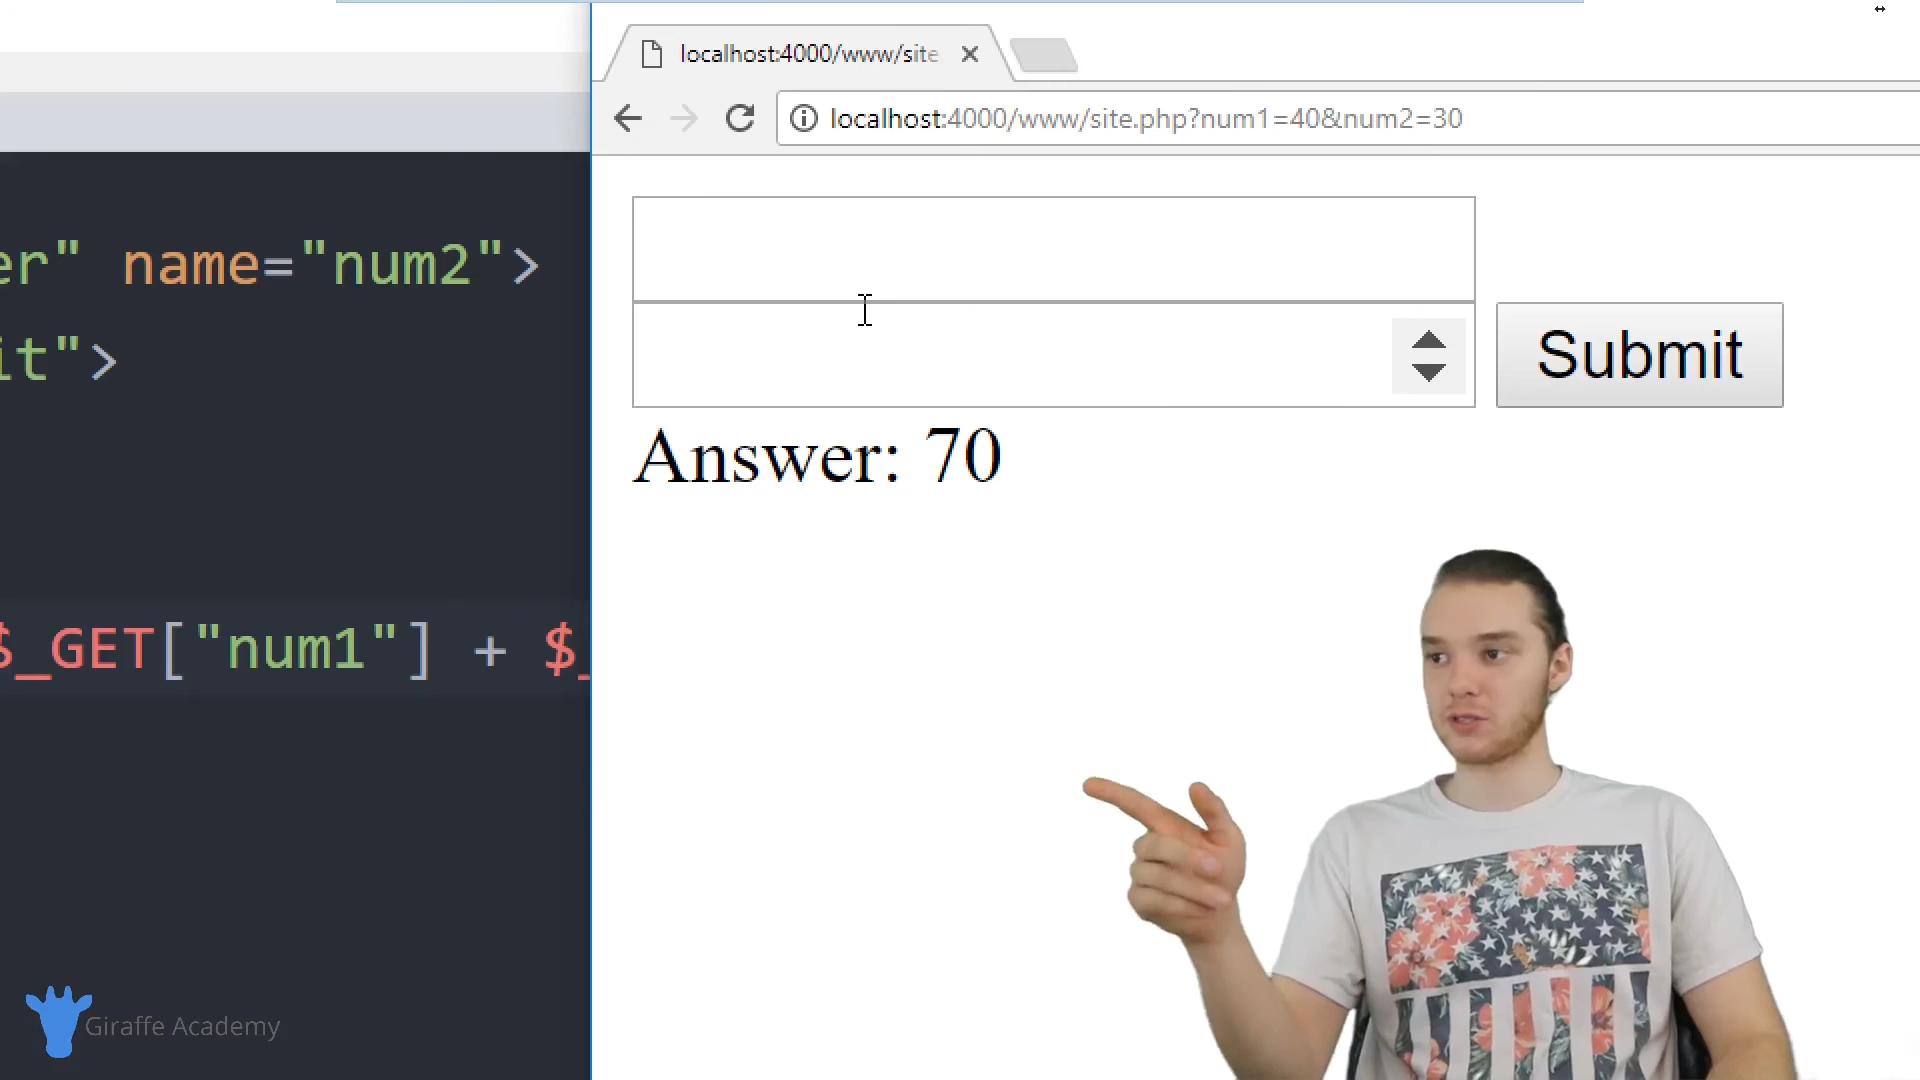 localhost:4000/www/site
localhost:4000/www/site.php?num1=40&num2=30
er" name="num2">
it">
Submit
Answer: 70
$_GET["num1"] + $_
Giraffe Academy